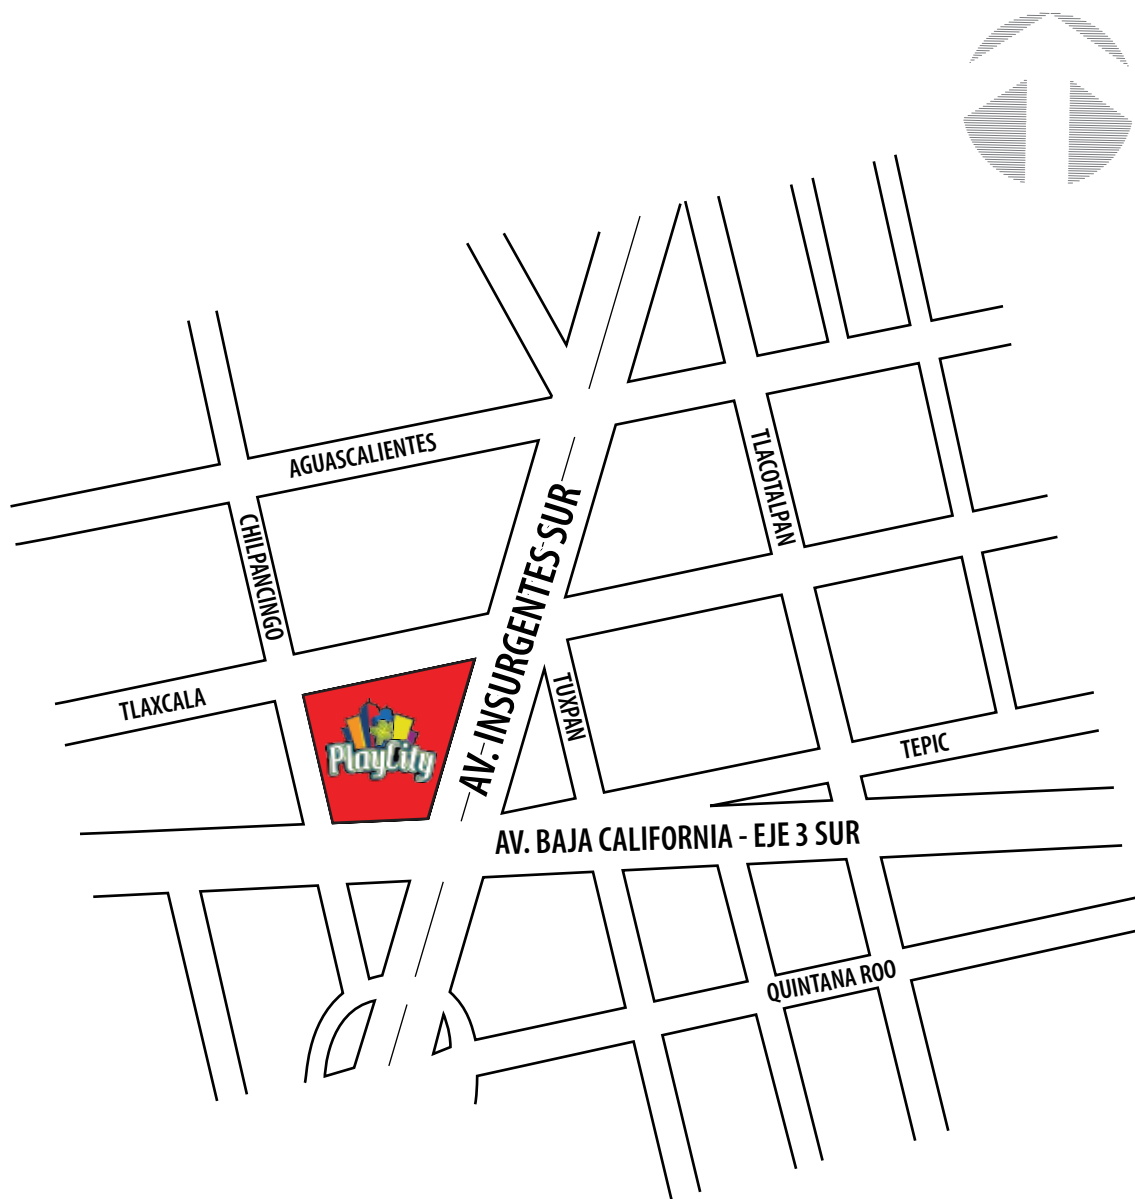 AGUASCALIENTES
TLACOTALPAN
CHILPANCINGO
AV. INSURGENTES SUR
TLAXCALA
TUXPAN
PlayCity
TEPIC
AV. BAJA CALIFORNIA - EJE 3 SUR
QUINTANA ROO